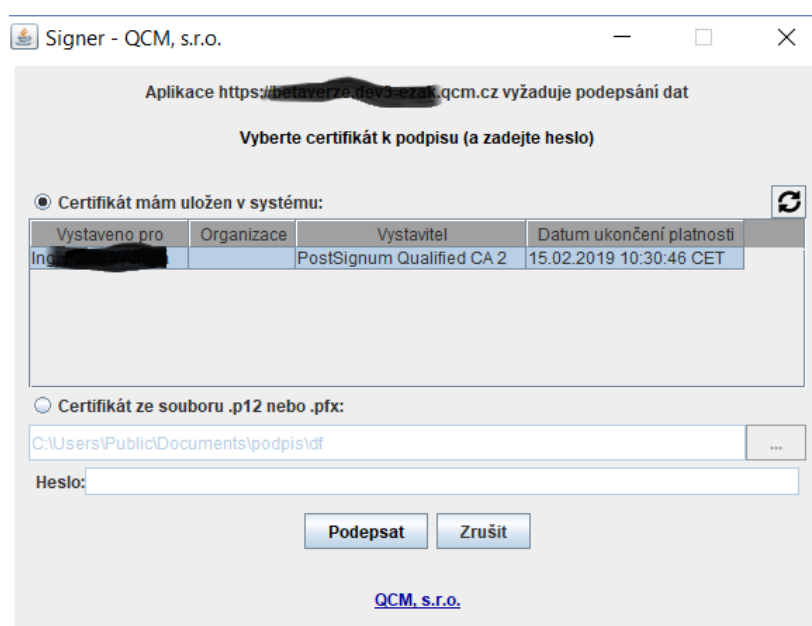 Signer - QCM, s.r.o.
Aplikace https:// .qcm.cz vyžaduje podepsání dat
Vyberte certifikát k podpisu (a zadejte heslo)
Certifikát mám uložen v systému:
Vystaveno pro Organizace Vystavitel Datum ukončení platnosti
Ing. PostSignum Qualified CA 2 15.02.2019 10:30:46 CET
Certifikát ze souboru .p12 nebo .pfx:
C:\Users\Public\Documents\podpis\df ...
Heslo:
Podepsat Zrušit
QCM, s.r.o.